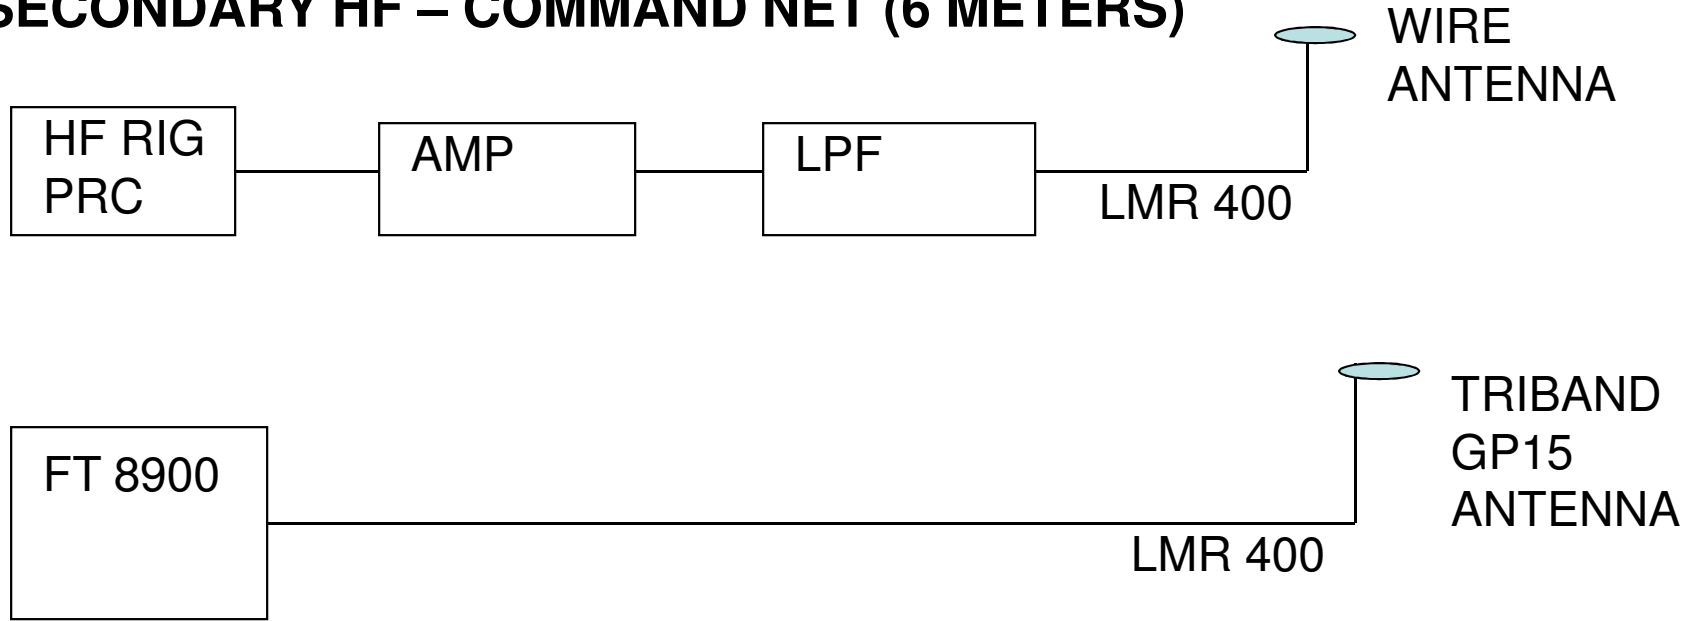 SECONDARY HF – COMMAND NET (6 METERS)
WIRE
ANTENNA
HF RIG
PRC
AMP
LPF
LMR 400
TRIBAND
GP15
ANTENNA
FT 8900
LMR 400